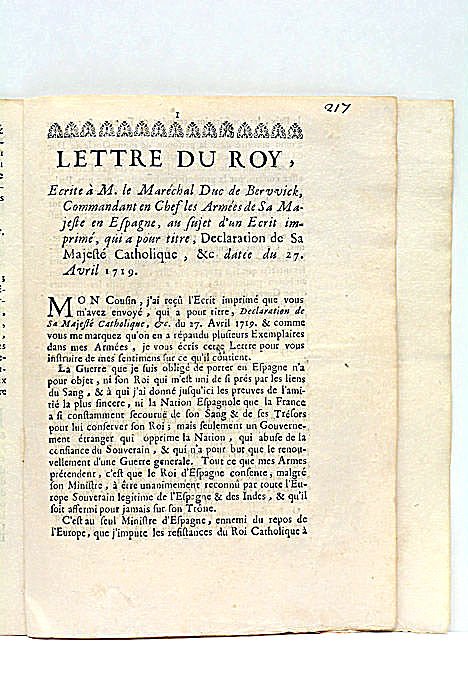 1
217
LETTRE DU ROY,
Ecrite à M. le Maréchal Duc de Bervvick,
Commandant en Chef les Armées de Sa Ma-
jesté en Espagne, au sujet d'un Ecrit im-
primé, qui a pour titre, Declaration de Sa
Majesté Catholique, &c datée du 27.
Avril 1719.
MON Cousin, j'ai reçû l'Ecrit imprimé que vous
m'avez envoyé, qui a pour titre, Declaration de
Sa Majesté Catholique, &c. du 27. Avril 1719. & comme
vous me marquez qu'on en a répandu plusieurs Exemplaires
dans mes Armées, je vous écris cette Lettre pour vous
instruire de mes sentimens sur ce qu'il contient.
La Guerre que je suis obligé de porter en Espagne n'a
pour objet, ni son Roi qui m'est uni de si prés par les liens
du Sang, & à qui j'ai donné jusqu'ici les preuves de l'ami-
tié la plus sincere, ni la Nation Espagnole que la France
a si constamment secouruë de son Sang & de ses Trésors
pour lui conserver son Roi; mais seulement un Gouverne-
ment étranger qui opprime la Nation, qui abuse de la
confiance du Souverain, & qui n'a pour but que le renou-
vellement d'une Guerre generale. Tout ce que mes Armes
prétendent, c'est que le Roi d'Espagne consente, malgré
son Ministre, à être unanimement reconnu par toute l'Eu-
rope Souverain legitime de l'Espagne & des Indes, & qu'il
soit affermi pour jamais sur son Trône.
C'est au seul Ministre d'Espagne, ennemi du repos de
l'Europe, que j'impute les resistances du Roi Catholique à